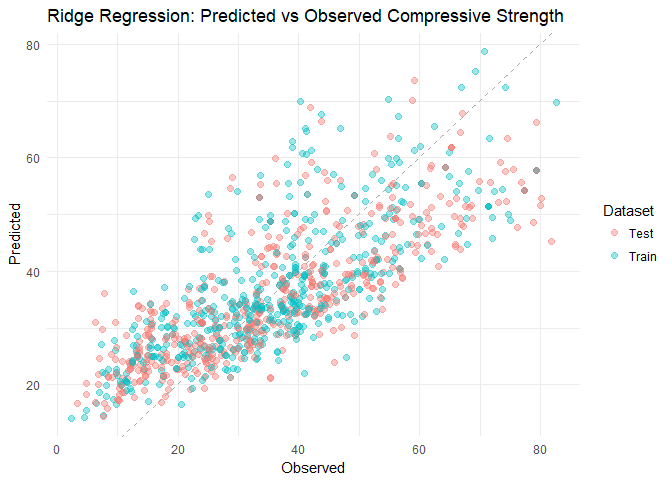 Ridge Regression: Predicted vs Observed Compressive Strength
80
60
40
20
Predicted
0 20 40 60 80
Observed
Dataset
Test
Train